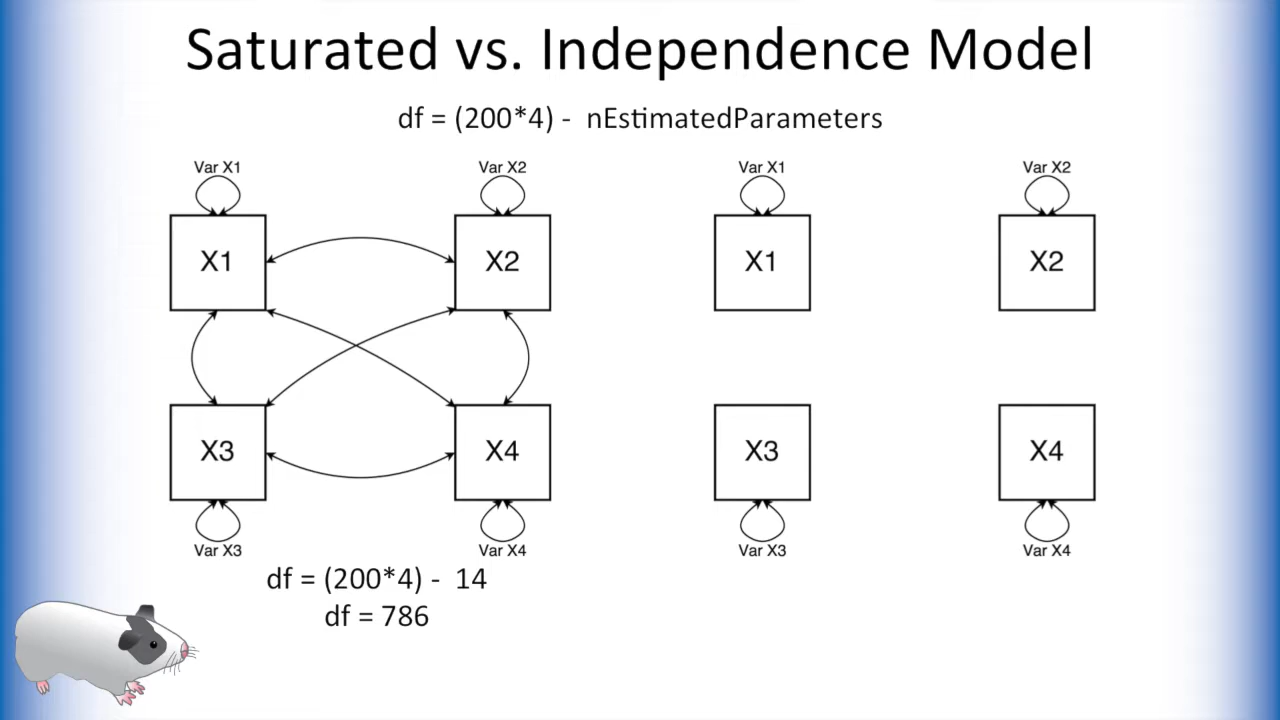 Saturated vs. Independence Model
df = (200*4) - nEstimatedParameters
Var X1 Var X2 Var X1 Var X2
X1 X2 X1 X2
X3 X4 X3 X4
Var X3 Var X4 Var X3 Var X4
df = (200*4) - 14
df = 786